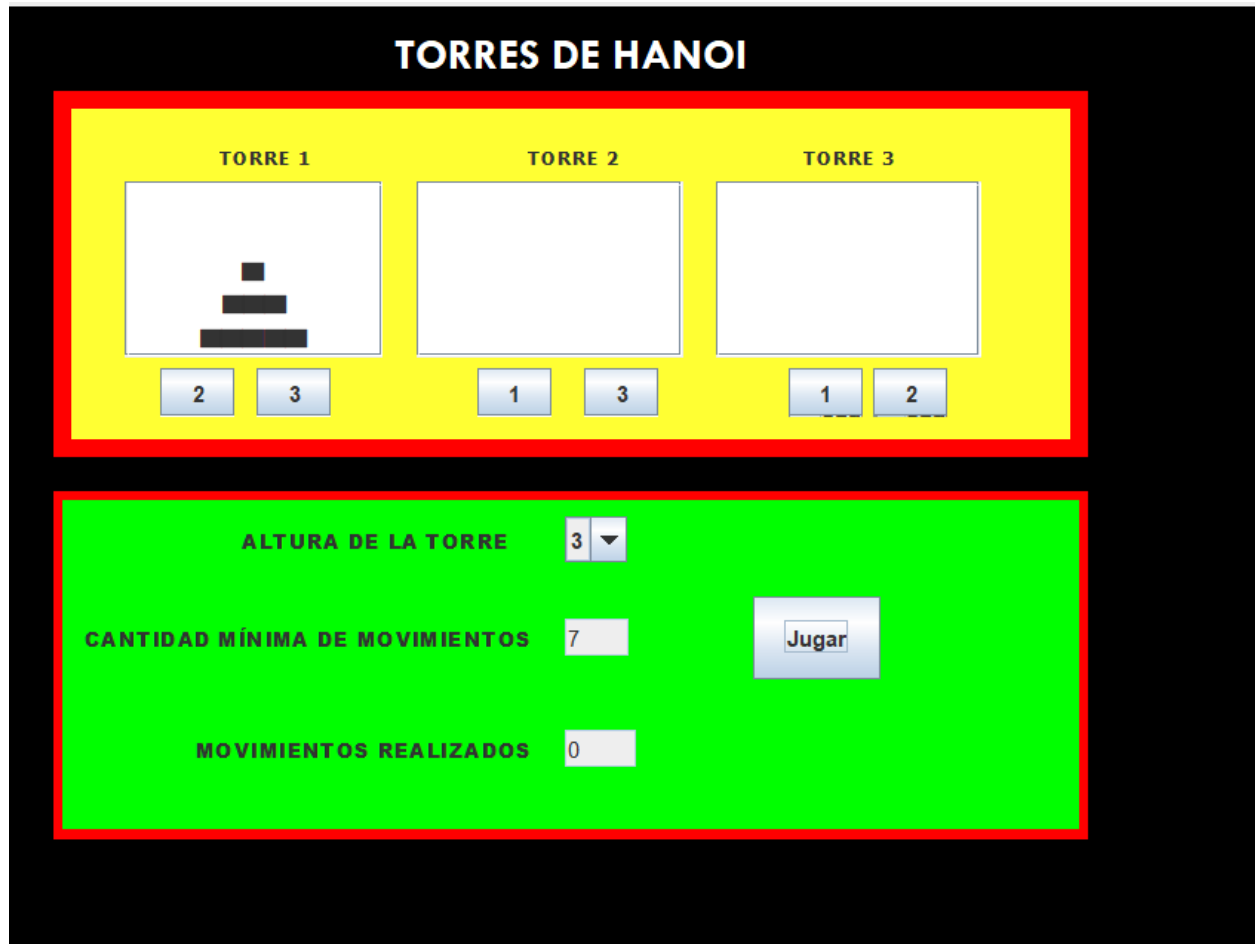 TORRES DE HANOI
TORRE 1 TORRE 2 TORRE 3
2 3 1 3 1 2
ALTURA DE LA TORRE 3
CANTIDAD MÍNIMA DE MOVIMIENTOS 7
Jugar
MOVIMIENTOS REALIZADOS 0